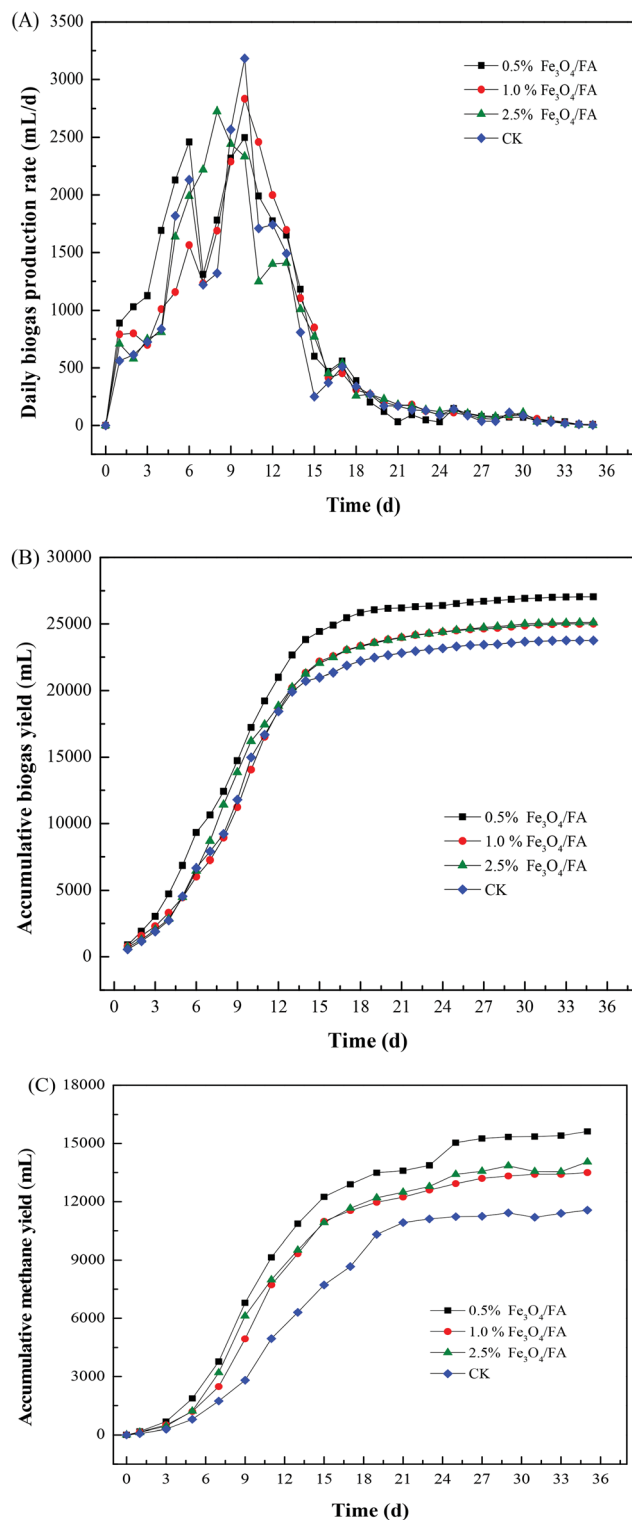 (A)
3500
3000
2500
2000
1500
1000
500
0
Daily biogas production rate (mL/d)
0.5% Fe₃O₄/FA
1.0 % Fe₃O₄/FA
2.5% Fe₃O₄/FA
CK
0 3 6 9 12 15 18 21 24 27 30 33 36
Time (d)
(B)
30000
25000
20000
15000
10000
5000
0
Accumulative biogas yield (mL)
0.5% Fe₃O₄/FA
1.0 % Fe₃O₄/FA
2.5% Fe₃O₄/FA
CK
0 3 6 9 12 15 18 21 24 27 30 33 36
Time (d)
(C)
18000
15000
12000
9000
6000
3000
0
Accumulative methane yield (mL)
0.5% Fe₃O₄/FA
1.0 % Fe₃O₄/FA
2.5% Fe₃O₄/FA
CK
0 3 6 9 12 15 18 21 24 27 30 33 36
Time (d)